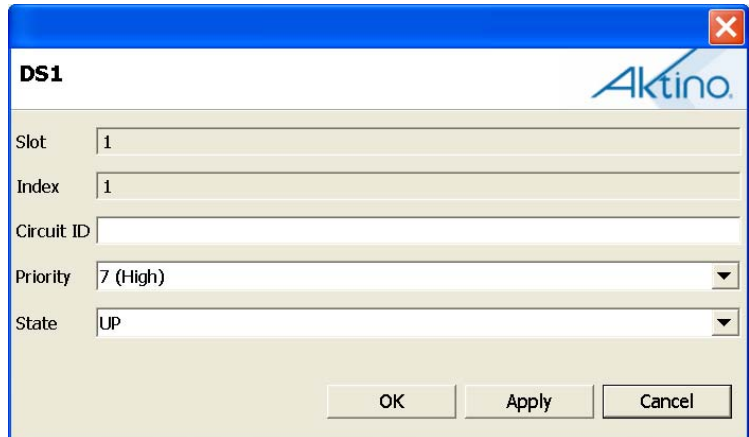 DS1
Aktino
Slot 1
Index 1
Circuit ID
Priority 7 (High)
State UP
OK Apply Cancel